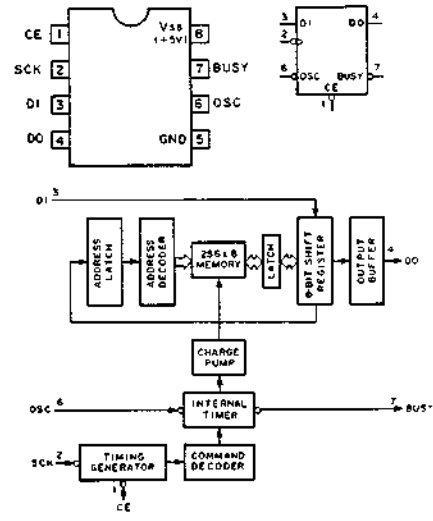 CE 1 VSB 8
(+5V)
SCK 2 7 BUSY
DI 3 6 OSC
DO 4 GND 5
3 DI DO 4
2
6 OSC BUSY 7
CE
1
DI 3
ADDRESS LATCH
ADDRESS DECODER
256x8
MEMORY
LATCH
8-BIT SHIFT REGISTER
OUTPUT BUFFER
4
DO
CHARGE
PUMP
OSC 6
INTERNAL
TIMER
7
BUSY
SCK 2
TIMING
GENERATOR
COMMAND
DECODER
1
CE